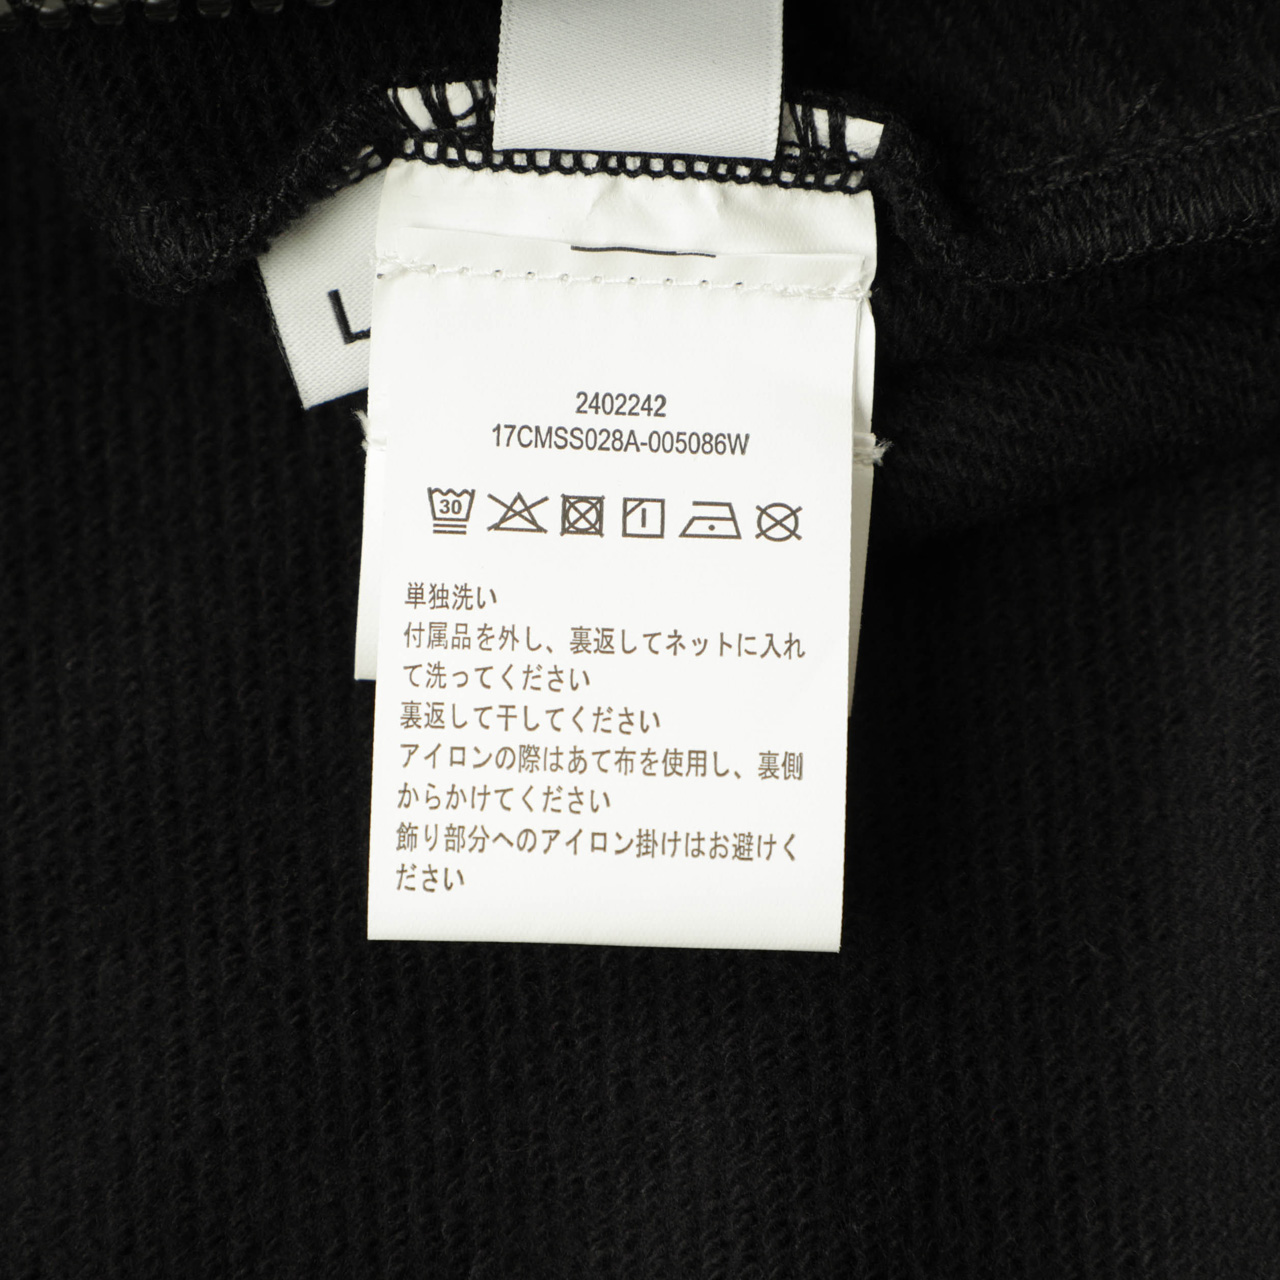 L
2402242
17CMSS028A-005086W
30
単独洗い
付属品を外し、裏返してネットに入れ
て洗ってください
裏返して干してください
アイロンの際はあて布を使用し、裏側
からかけてください
飾り部分へのアイロン掛けはお避けく
ださい